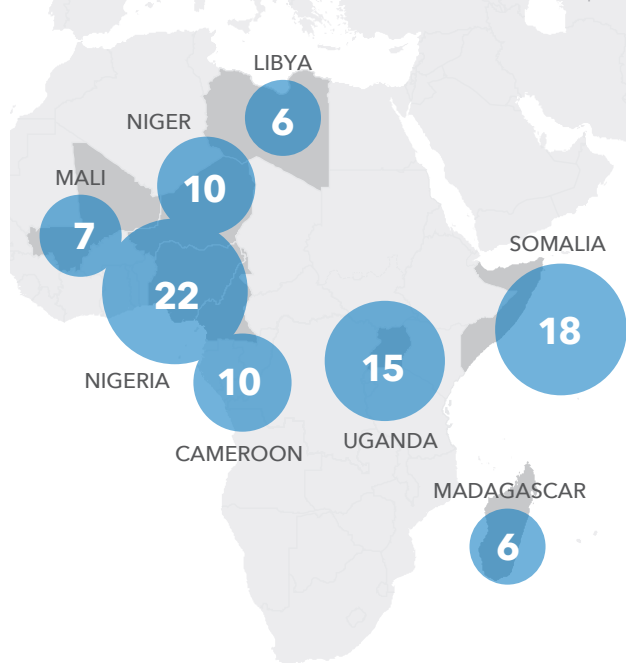 LIBYA
6
NIGER
10
MALI
7
SOMALIA
18
22
NIGERIA
10
CAMEROON
15
UGANDA
MADAGASCAR
6